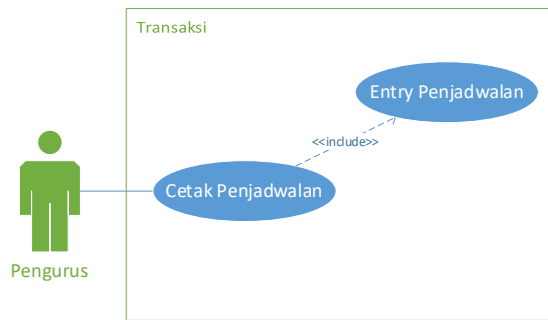 Transaksi
Entry Penjadwalan
<<include>>
Cetak Penjadwalan
Pengurus